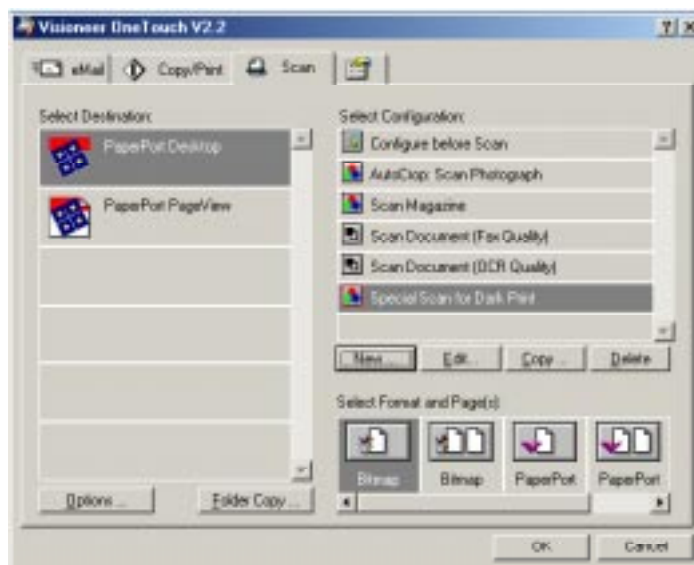 Visioneer OneTouch V2.2
eMail
Copy/Print
Scan
Select Destination:
PaperPort Desktop
PaperPort PageView
Options ...
Folder Copy ...
Select Configuration:
Configure before Scan
AutoCrop: Scan Photograph
Scan Magazine
Scan Document (Fax Quality)
Scan Document (OCR Quality)
Special Scan for Dark Print
New ...
Edit...
Copy ...
Delete
Select Format and Page(s)
Bitmap
Bitmap
PaperPort
PaperPort
OK
Cancel